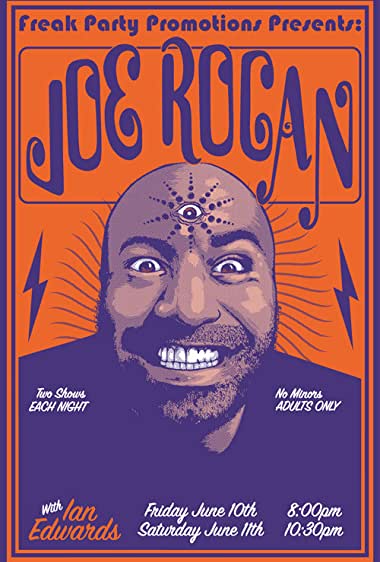 Freak Party Promotions Presents:
JOE ROGAN
Two Shows
EACH NIGHT
No Minors
ADULTS ONLY
With Ian
Edwards
Friday June 10th 8:00pm
Saturday June 11th 10:30pm